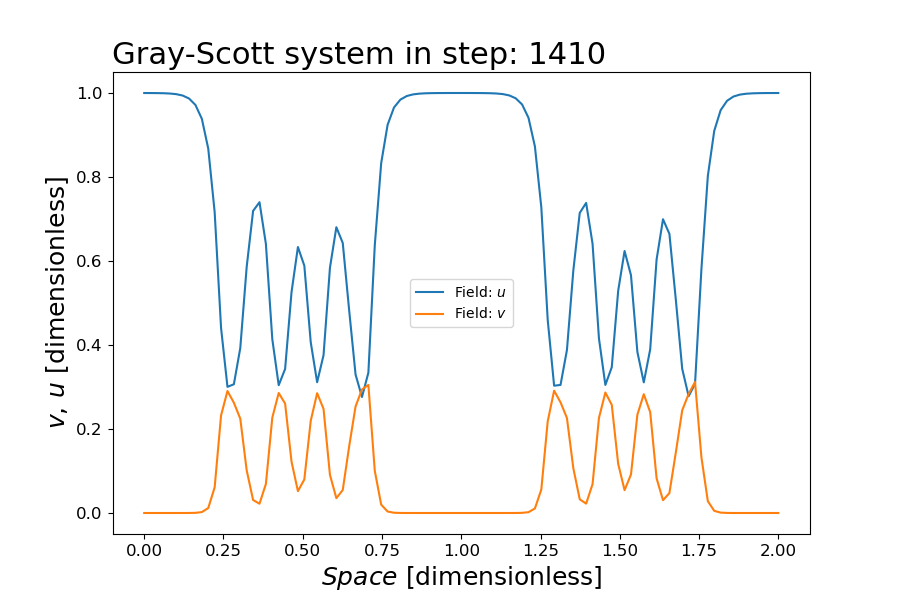 Gray-Scott system in step: 1410
v, u [dimensionless]
1.0
0.8
0.6
0.4
0.2
0.0
Field: u
Field: v
0.00 0.25 0.50 0.75 1.00 1.25 1.50 1.75 2.00
Space [dimensionless]